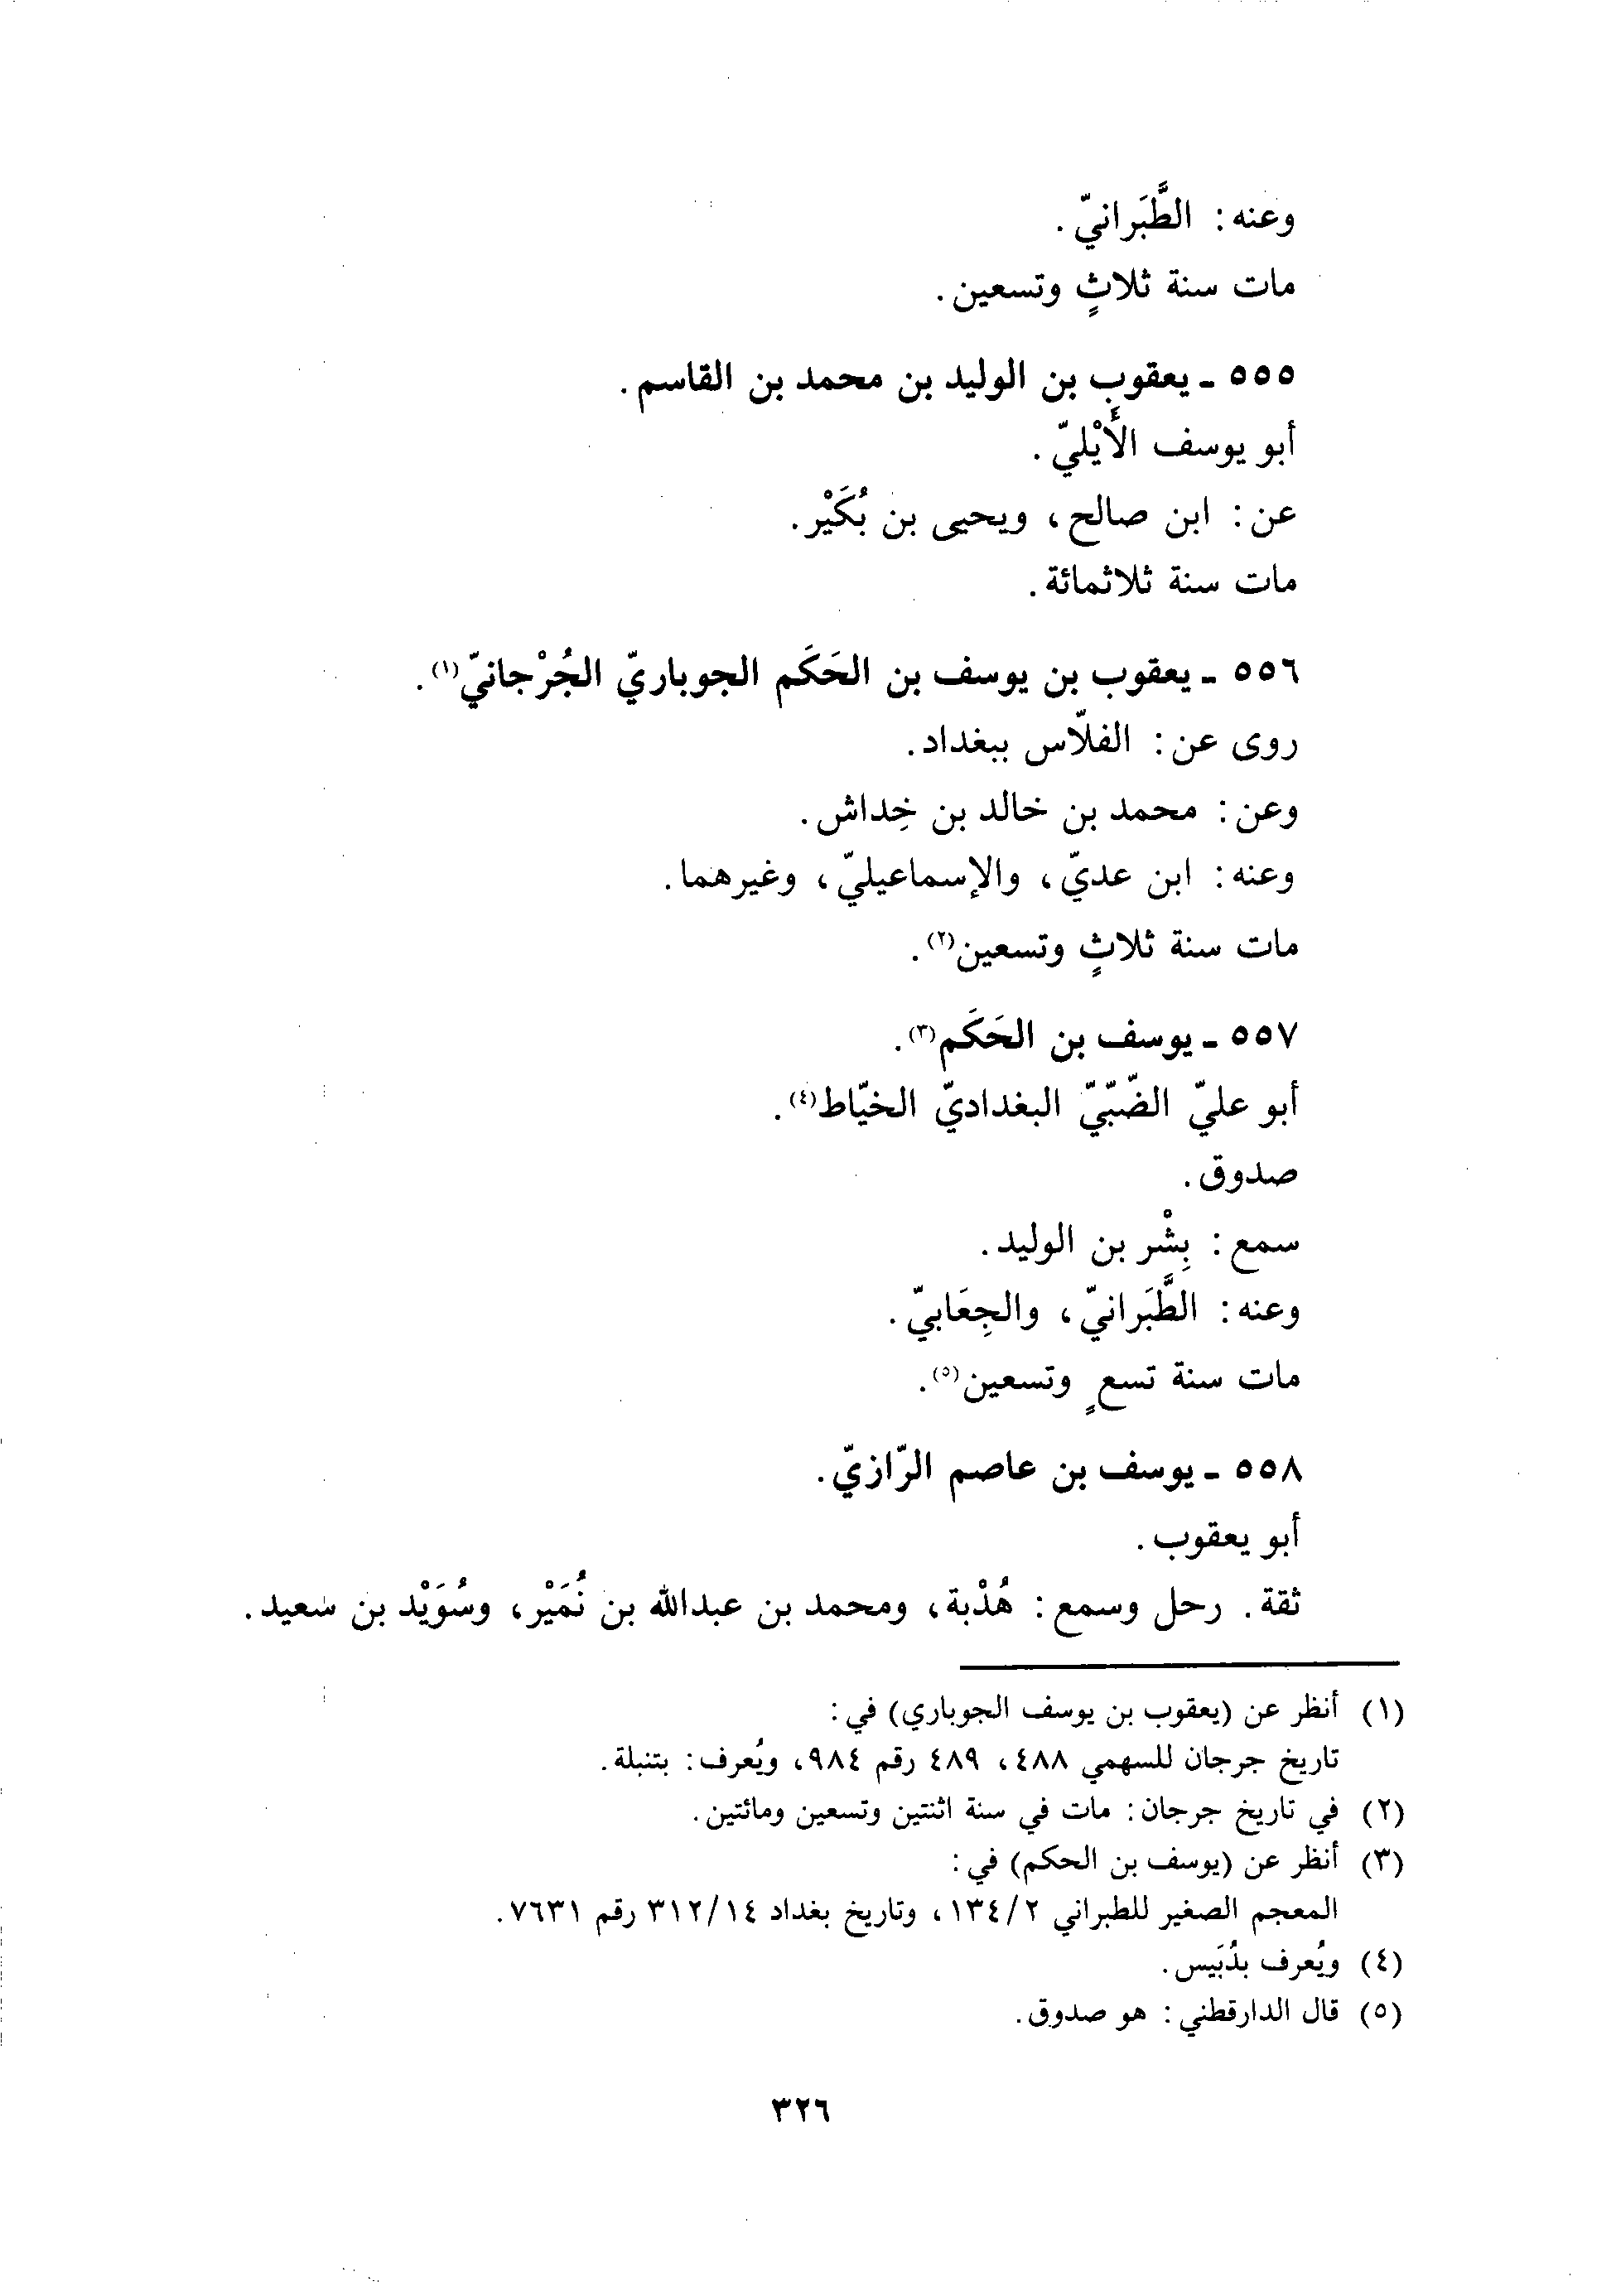 وعنه: الطَّبَرانيّ.
مات سنة ثلاثٍ وتسعين.
٥٥٥ ـ يعقوب بن الوليد بن محمد بن القاسم.
أبو يوسف الأَيْليّ.
عن: ابن صالح، ويحيى بن بُكَيْر.
مات سنة ثلاثمائة.
٥٥٦ ـ يعقوب بن يوسف بن الحَكَم الجوباريّ الجُرْجانيّ(١).
روى عن: الفلّاس ببغداد.
وعن: محمد بن خالد بن خِداش.
وعنه: ابن عديّ، والإسماعيليّ، وغيرهما.
مات سنة ثلاثٍ وتسعين(٢).
٥٥٧ ـ يوسف بن الحَكَم(٣).
أبو عليّ الضّبّيّ البغداديّ الخيّاط(٤).
صدوق.
سمع: بِشْر بن الوليد.
وعنه: الطَّبَرانيّ، والجِعَابيّ.
مات سنة تسعٍ وتسعين(٥).
٥٥٨ ـ يوسف بن عاصم الرّازيّ.
أبو يعقوب.
ثقة. رحل وسمع: هُدْبة، ومحمد بن عبدالله بن نُمَيْر، وسُوَيْد بن سعيد.
(١) أنظر عن (يعقوب بن يوسف الجوباري) في:
تاريخ جرجان للسهمي ٤٨٨، ٤٨٩ رقم ٩٨٤، ويُعرف: بتنبلة.
(٢) في تاريخ جرجان: مات في سنة اثنتين وتسعين ومائتين.
(٣) أنظر عن (يوسف بن الحكم) في:
المعجم الصغير للطبراني ٢/١٣٤، وتاريخ بغداد ١٤/٣١٢ رقم ٧٦٣١.
(٤) ويُعرف بدُبَيس.
(٥) قال الدارقطني: هو صدوق.
٣٢٦